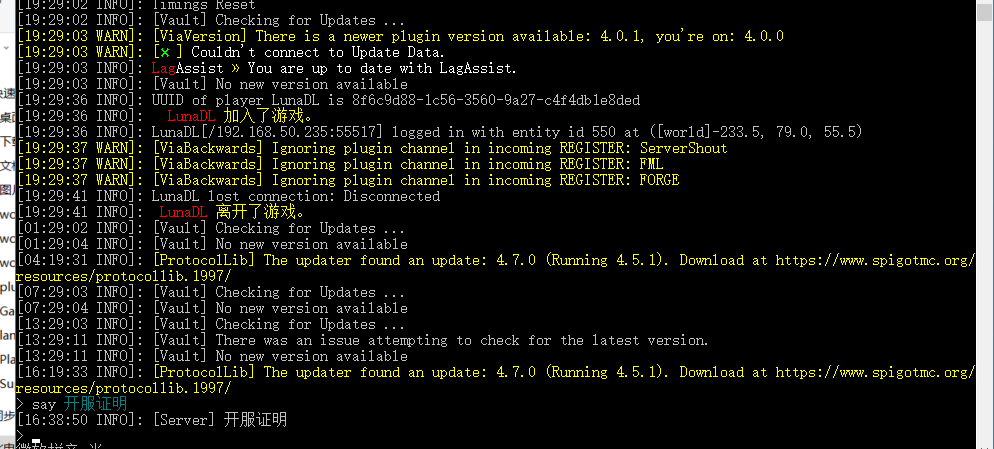 [19:29:02 INFO]: Timings Reset
[19:29:02 INFO]: [Vault] Checking for Updates ...
[19:29:03 WARN]: [ViaVersion] There is a newer plugin version available: 4.0.1, you're on: 4.0.0
[19:29:03 WARN]: [×] Couldn't connect to Update Data.
[19:29:03 INFO]: LagAssist » You are up to date with LagAssist.
[19:29:03 INFO]: [Vault] No new version available
[19:29:36 INFO]: UUID of player LunaDL is 8f6c9d88-1c56-3560-9a27-c4f4db1e8ded
[19:29:36 INFO]: LunaDL 加入了游戏。
[19:29:36 INFO]: LunaDL[/192.168.50.235:55517] logged in with entity id 550 at ([world]-233.5, 79.0, 55.5)
[19:29:37 WARN]: [ViaBackwards] Ignoring plugin channel in incoming REGISTER: ServerShout
[19:29:37 WARN]: [ViaBackwards] Ignoring plugin channel in incoming REGISTER: FML
[19:29:37 WARN]: [ViaBackwards] Ignoring plugin channel in incoming REGISTER: FORGE
[19:29:41 INFO]: LunaDL lost connection: Disconnected
[19:29:41 INFO]: LunaDL 离开了游戏。
[01:29:02 INFO]: [Vault] Checking for Updates ...
[01:29:04 INFO]: [Vault] No new version available
[04:19:31 INFO]: [ProtocolLib] The updater found an update: 4.7.0 (Running 4.5.1). Download at https://www.spigotmc.org/
resources/protocollib.1997/
[07:29:03 INFO]: [Vault] Checking for Updates ...
[07:29:04 INFO]: [Vault] No new version available
[13:29:03 INFO]: [Vault] Checking for Updates ...
[13:29:11 INFO]: [Vault] There was an issue attempting to check for the latest version.
[13:29:11 INFO]: [Vault] No new version available
[16:19:33 INFO]: [ProtocolLib] The updater found an update: 4.7.0 (Running 4.5.1). Download at https://www.spigotmc.org/
resources/protocollib.1997/
> say 开服证明
[16:38:50 INFO]: [Server] 开服证明
>